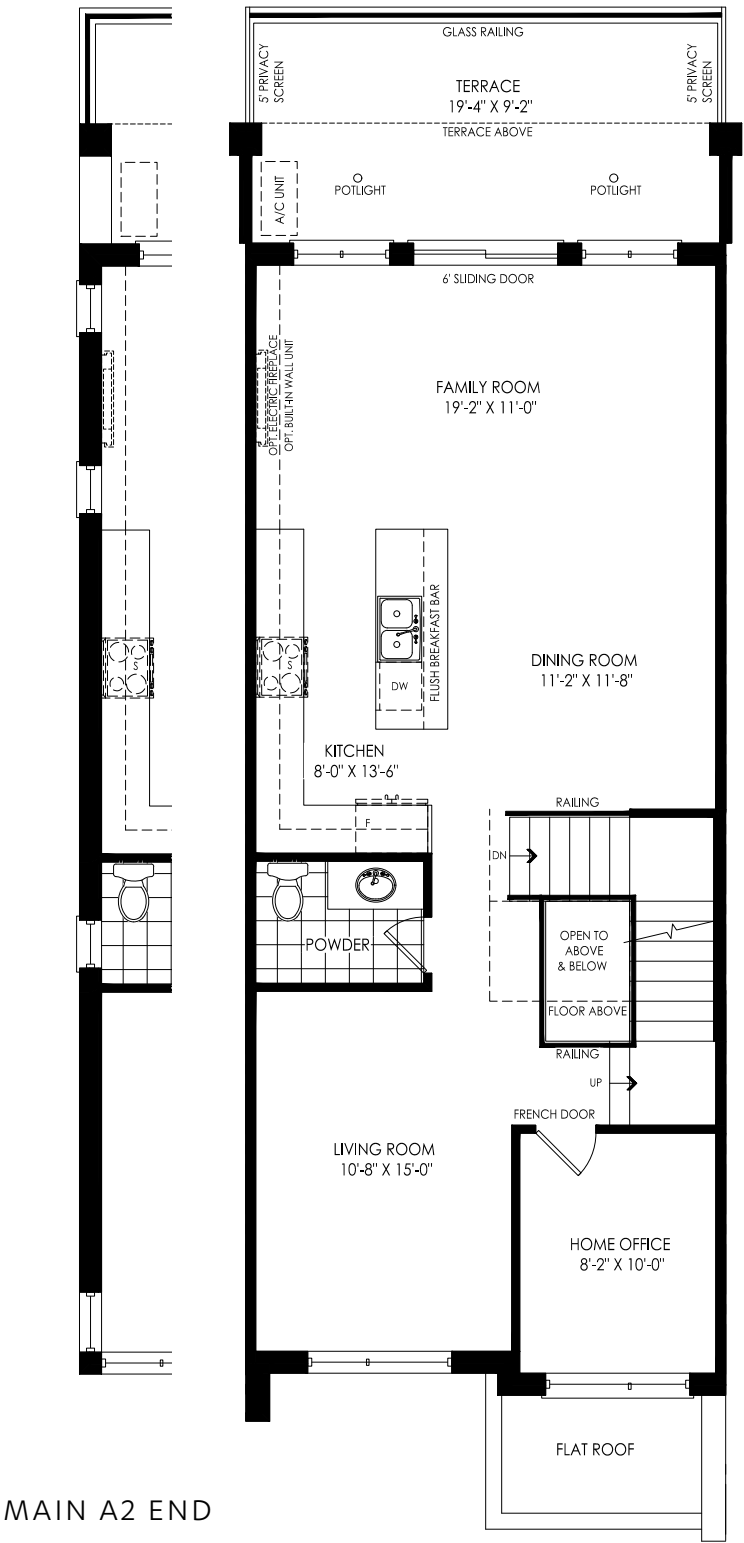 GLASS RAILING
5' PRIVACY
SCREEN
5' PRIVACY
SCREEN
TERRACE
19'-4" X 9'-2"
TERRACE ABOVE
A/C UNIT
POTLIGHT
POTLIGHT
6' SLIDING DOOR
OPT. ELECTRIC FIREPLACE
OPT. BUILT-IN WALL UNIT
FAMILY ROOM
19'-2" X 11'-0"
FLUSH BREAKFAST BAR
S
S
DW
DINING ROOM
11'-2" X 11'-8"
KITCHEN
8'-0" X 13'-6"
F
RAILING
DN
POWDER
OPEN TO
ABOVE
& BELOW
FLOOR ABOVE
RAILING
UP
FRENCH DOOR
LIVING ROOM
10'-8" X 15'-0"
HOME OFFICE
8'-2" X 10'-0"
FLAT ROOF
MAIN A2 END